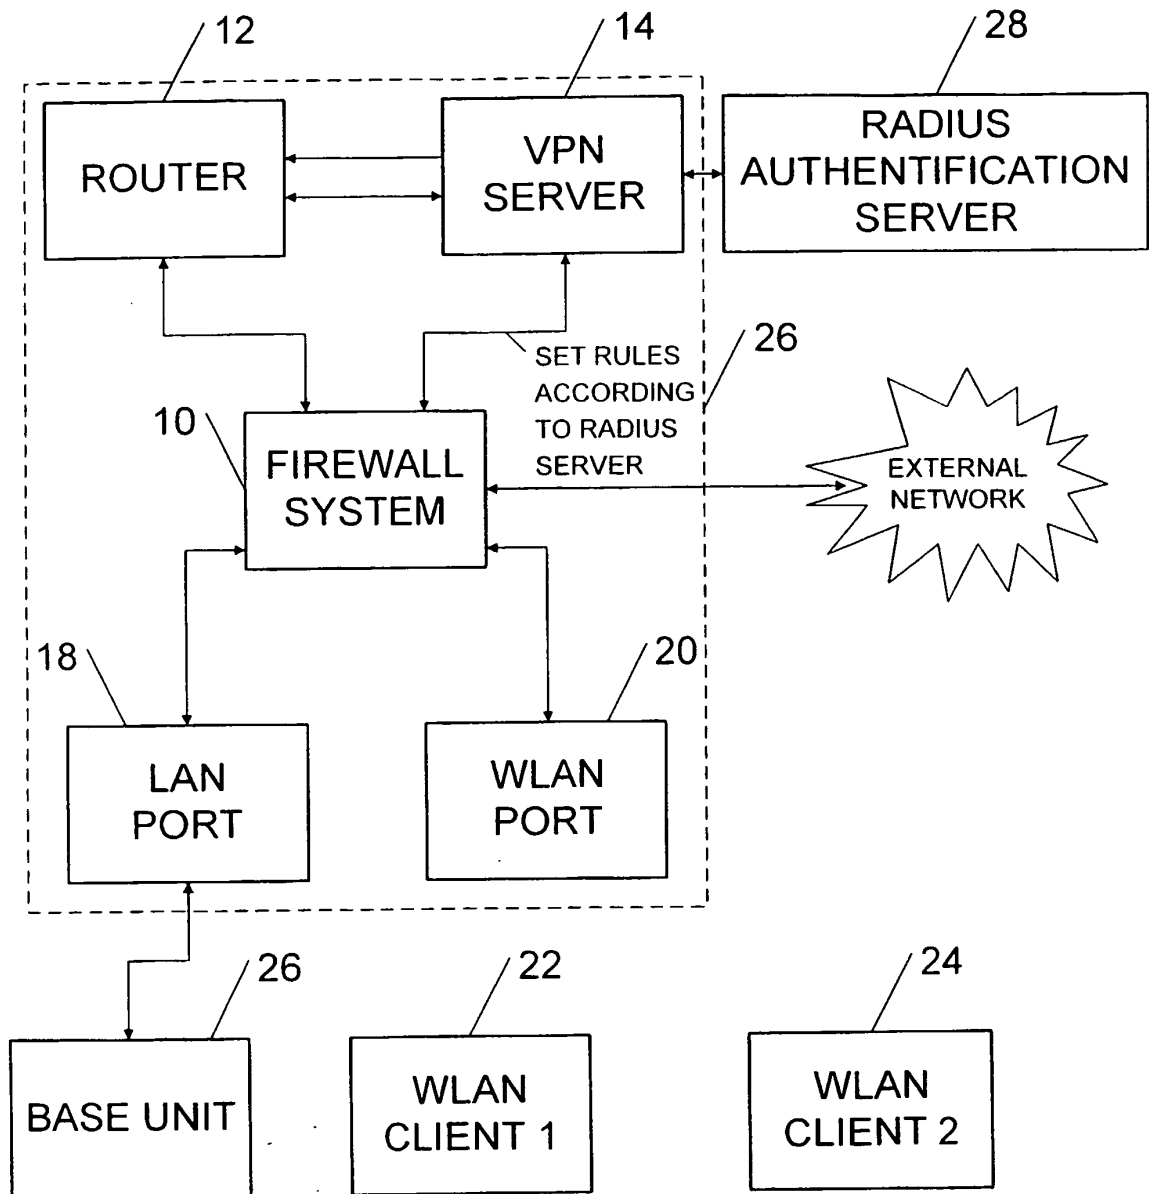 12
14
28
ROUTER
VPN
SERVER
RADIUS
AUTHENTIFICATION
SERVER
SET RULES
ACCORDING
TO RADIUS
SERVER
26
10
FIREWALL
SYSTEM
EXTERNAL
NETWORK
18
20
LAN
PORT
WLAN
PORT
26
22
24
BASE UNIT
WLAN
CLIENT 1
WLAN
CLIENT 2